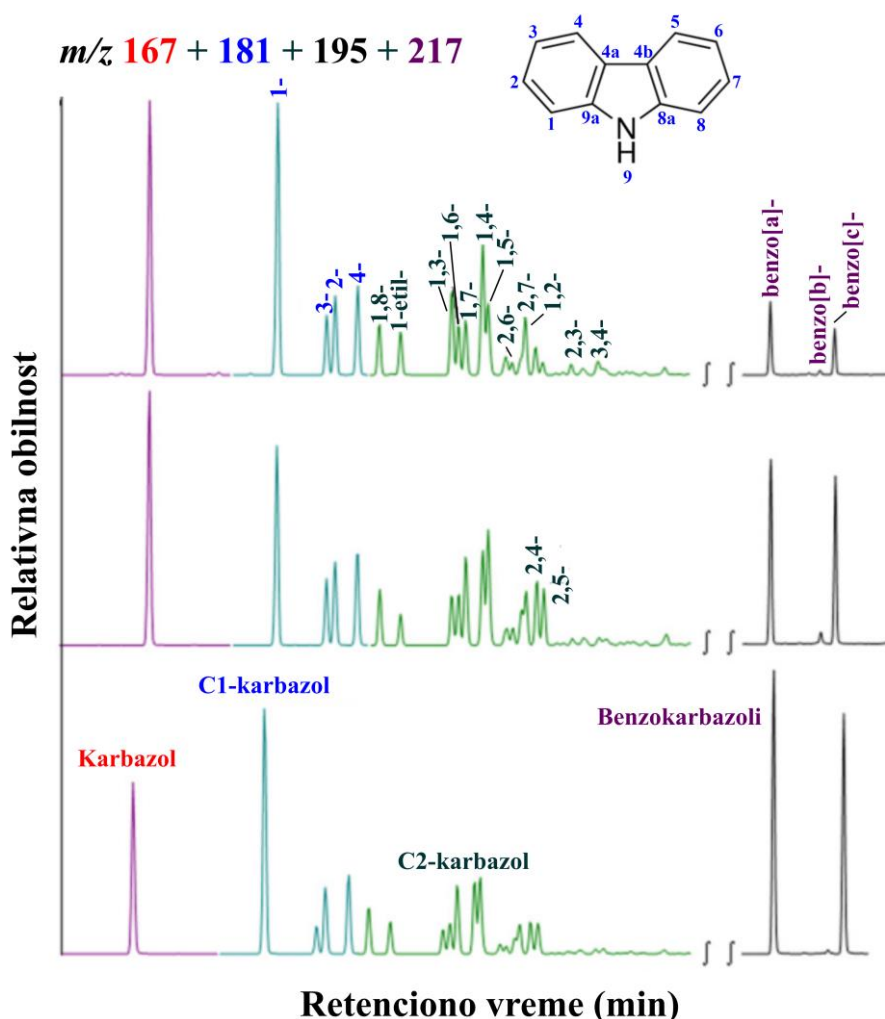 m/z 167 + 181 + 195 + 217
3
4
5
6
2
4a
4b
7
1
9a
8a
8
N
H
9
1-
3-
2-
4-
1,8-
1-etil-
1,3-
1,6-
1,7-
1,4-
1,5-
2,6-
2,7-
1,2-
2,3-
3,4-
benzo[a]-
benzo[b]-
benzo[c]-
∫ ∫
2,4-
2,5-
∫ ∫
C1-karbazol
Karbazol
C2-karbazol
Benzokarbazoli
∫ ∫
Relativna obilnost
Retenciono vreme (min)